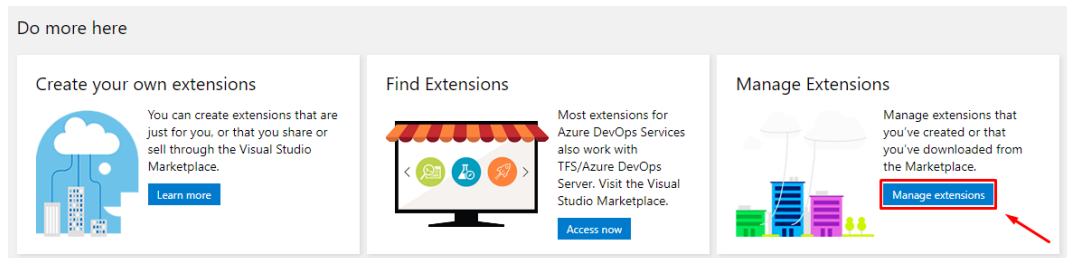 Do more here
Create your own extensions
You can create extensions that are
just for you, or that you share or
sell through the Visual Studio
Marketplace.
Learn more
Find Extensions
Most extensions for
Azure DevOps Services
also work with
TFS/Azure DevOps
Server. Visit the Visual
Studio Marketplace.
Access now
Manage Extensions
Manage extensions that
you've created or that
you've downloaded from
the Marketplace.
Manage extensions